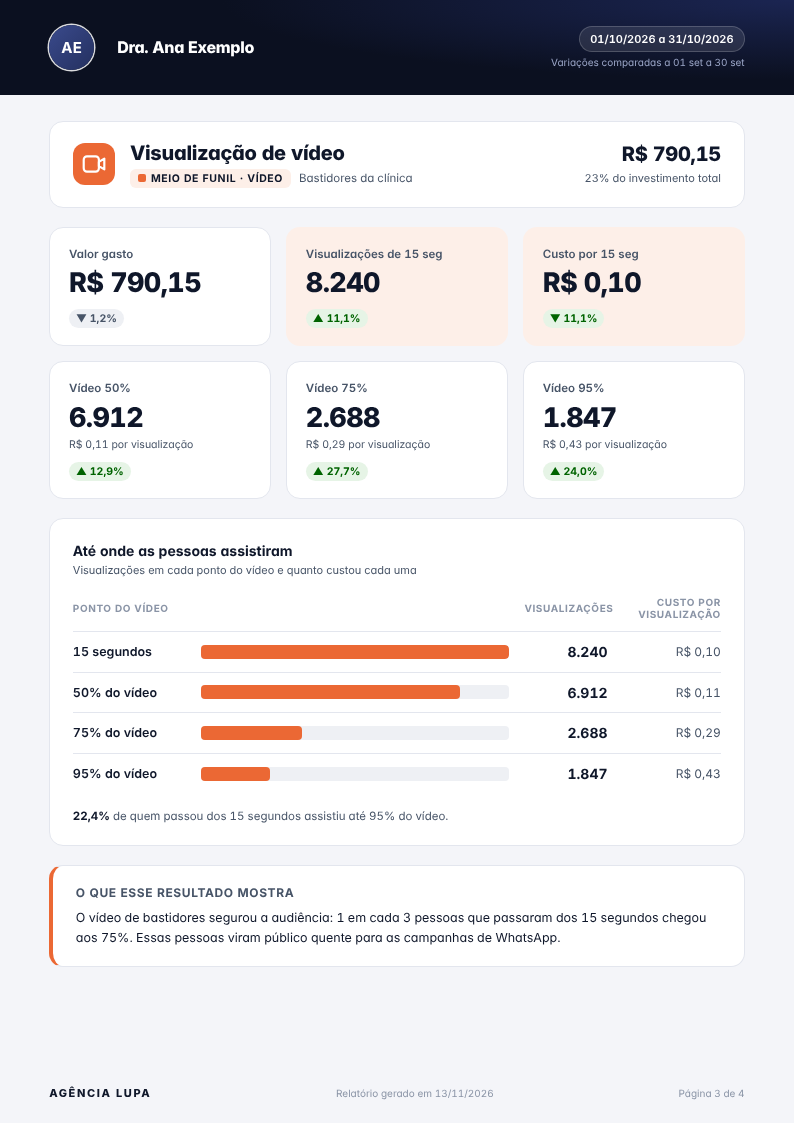 AE
Dra. Ana Exemplo
01/10/2026 a 31/10/2026
Variações comparadas a 01 set a 30 set
Visualização de vídeo
MEIO DE FUNIL · VÍDEO
Bastidores da clínica
R$ 790,15
23% do investimento total
Valor gasto
R$ 790,15
▼ 1,2%
Visualizações de 15 seg
8.240
▲ 11,1%
Custo por 15 seg
R$ 0,10
▼ 11,1%
Vídeo 50%
6.912
R$ 0,11 por visualização
▲ 12,9%
Vídeo 75%
2.688
R$ 0,29 por visualização
▲ 27,7%
Vídeo 95%
1.847
R$ 0,43 por visualização
▲ 24,0%
Até onde as pessoas assistiram
Visualizações em cada ponto do vídeo e quanto custou cada uma
PONTO DO VÍDEO
VISUALIZAÇÕES
CUSTO POR
VISUALIZAÇÃO
15 segundos 8.240 R$ 0,10
50% do vídeo 6.912 R$ 0,11
75% do vídeo 2.688 R$ 0,29
95% do vídeo 1.847 R$ 0,43
22,4% de quem passou dos 15 segundos assistiu até 95% do vídeo.
O QUE ESSE RESULTADO MOSTRA
O vídeo de bastidores segurou a audiência: 1 em cada 3 pessoas que passaram dos 15 segundos chegou
aos 75%. Essas pessoas viram público quente para as campanhas de WhatsApp.
AGÊNCIA LUPA
Relatório gerado em 13/11/2026
Página 3 de 4